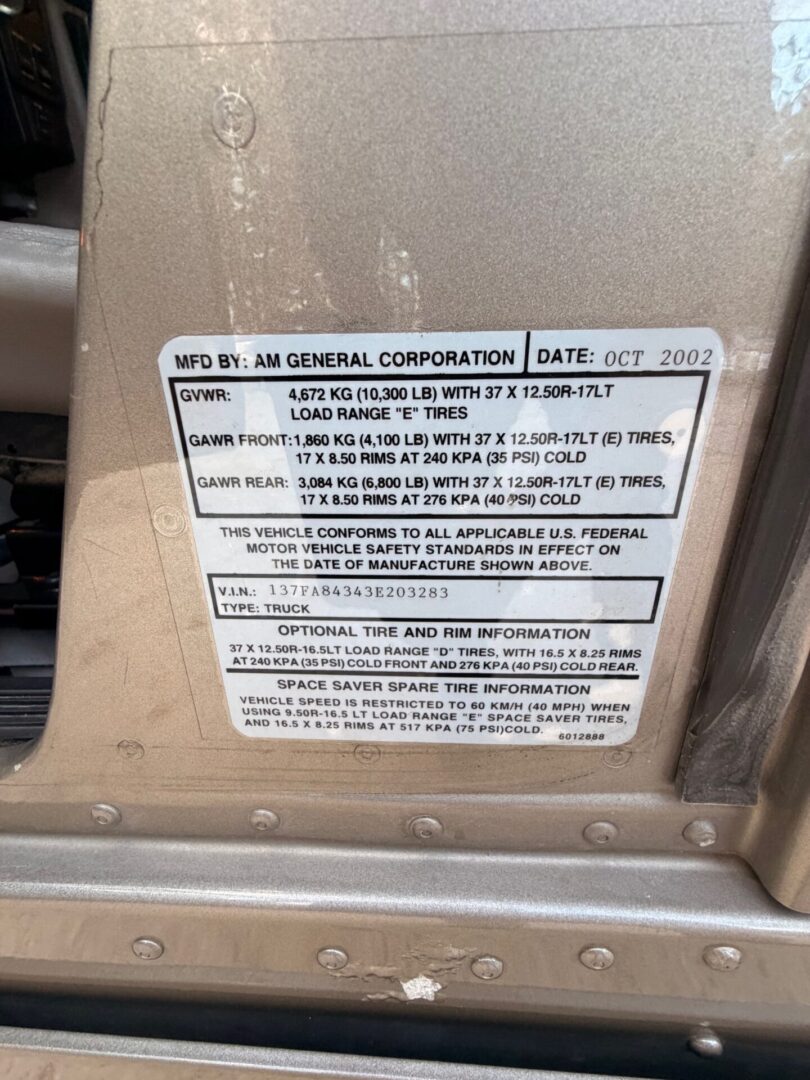 MFD BY: AM GENERAL CORPORATION DATE: OCT 2002
GVWR: 4,672 KG (10,300 LB) WITH 37 X 12.50R-17LT
LOAD RANGE "E" TIRES
GAWR FRONT: 1,860 KG (4,100 LB) WITH 37 X 12.50R-17LT (E) TIRES,
17 X 8.50 RIMS AT 240 KPA (35 PSI) COLD
GAWR REAR: 3,084 KG (6,800 LB) WITH 37 X 12.50R-17LT (E) TIRES,
17 X 8.50 RIMS AT 276 KPA (40 PSI) COLD
THIS VEHICLE CONFORMS TO ALL APPLICABLE U.S. FEDERAL
MOTOR VEHICLE SAFETY STANDARDS IN EFFECT ON
THE DATE OF MANUFACTURE SHOWN ABOVE.
V.I.N.: 137FA84343E203283
TYPE: TRUCK
OPTIONAL TIRE AND RIM INFORMATION
37 X 12.50R-16.5LT LOAD RANGE "D" TIRES, WITH 16.5 X 8.25 RIMS
AT 240 KPA (35 PSI) COLD FRONT AND 276 KPA (40 PSI) COLD REAR.
SPACE SAVER SPARE TIRE INFORMATION
VEHICLE SPEED IS RESTRICTED TO 60 KM/H (40 MPH) WHEN
USING 9.50R-16.5 LT LOAD RANGE "E" SPACE SAVER TIRES,
AND 16.5 X 8.25 RIMS AT 517 KPA (75 PSI)COLD.
6012888